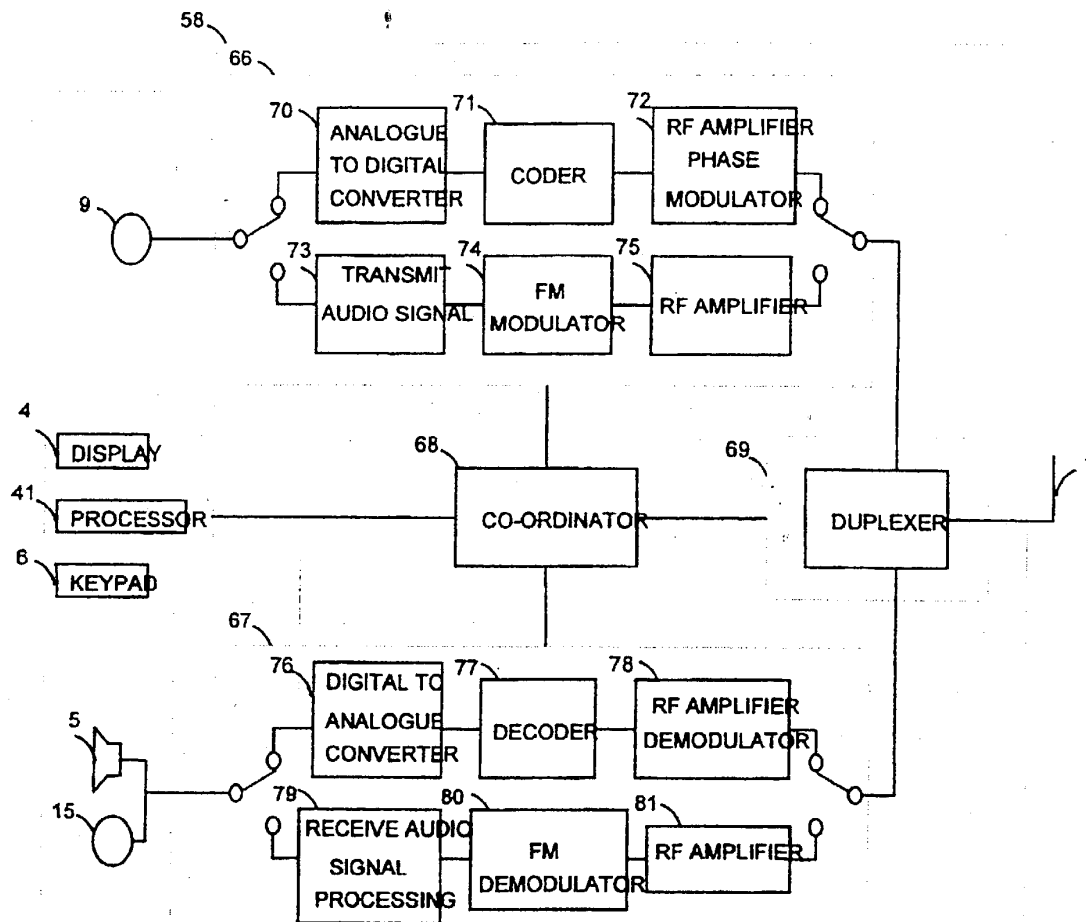 58
66
70
ANALOGUE
TO DIGITAL
CONVERTER
71
CODER
72
RF AMPLIFIER
PHASE
MODULATOR
9
73
TRANSMIT
AUDIO SIGNAL
74
FM
MODULATOR
75
RF AMPLIFIER
4
DISPLAY
41
PROCESSOR
6
KEYPAD
68
CO-ORDINATOR
69
DUPLEXER
67
76
DIGITAL TO
ANALOGUE
CONVERTER
77
DECODER
78
RF AMPLIFIER
DEMODULATOR
5
15
79
RECEIVE AUDIO
SIGNAL
PROCESSING
80
FM
DEMODULATOR
81
RF AMPLIFIER